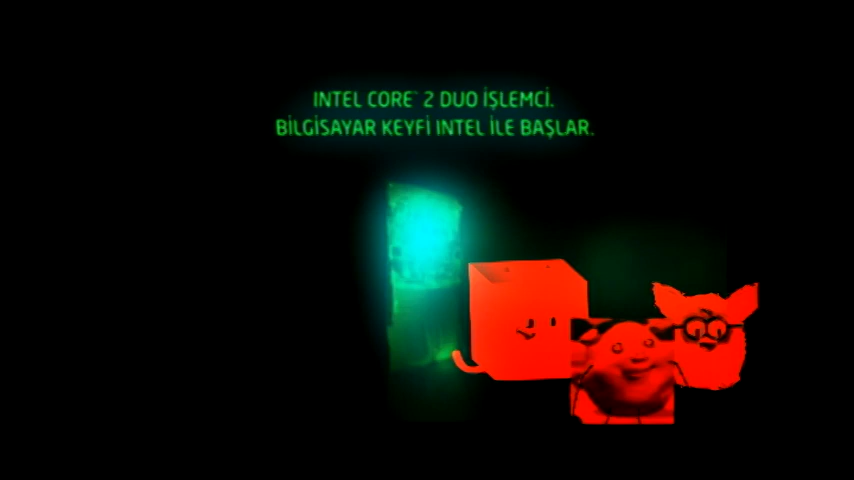 INTEL CORE™ 2 DUO İŞLEMCİ.
BİLGİSAYAR KEYFİ INTEL İLE BAŞLAR.